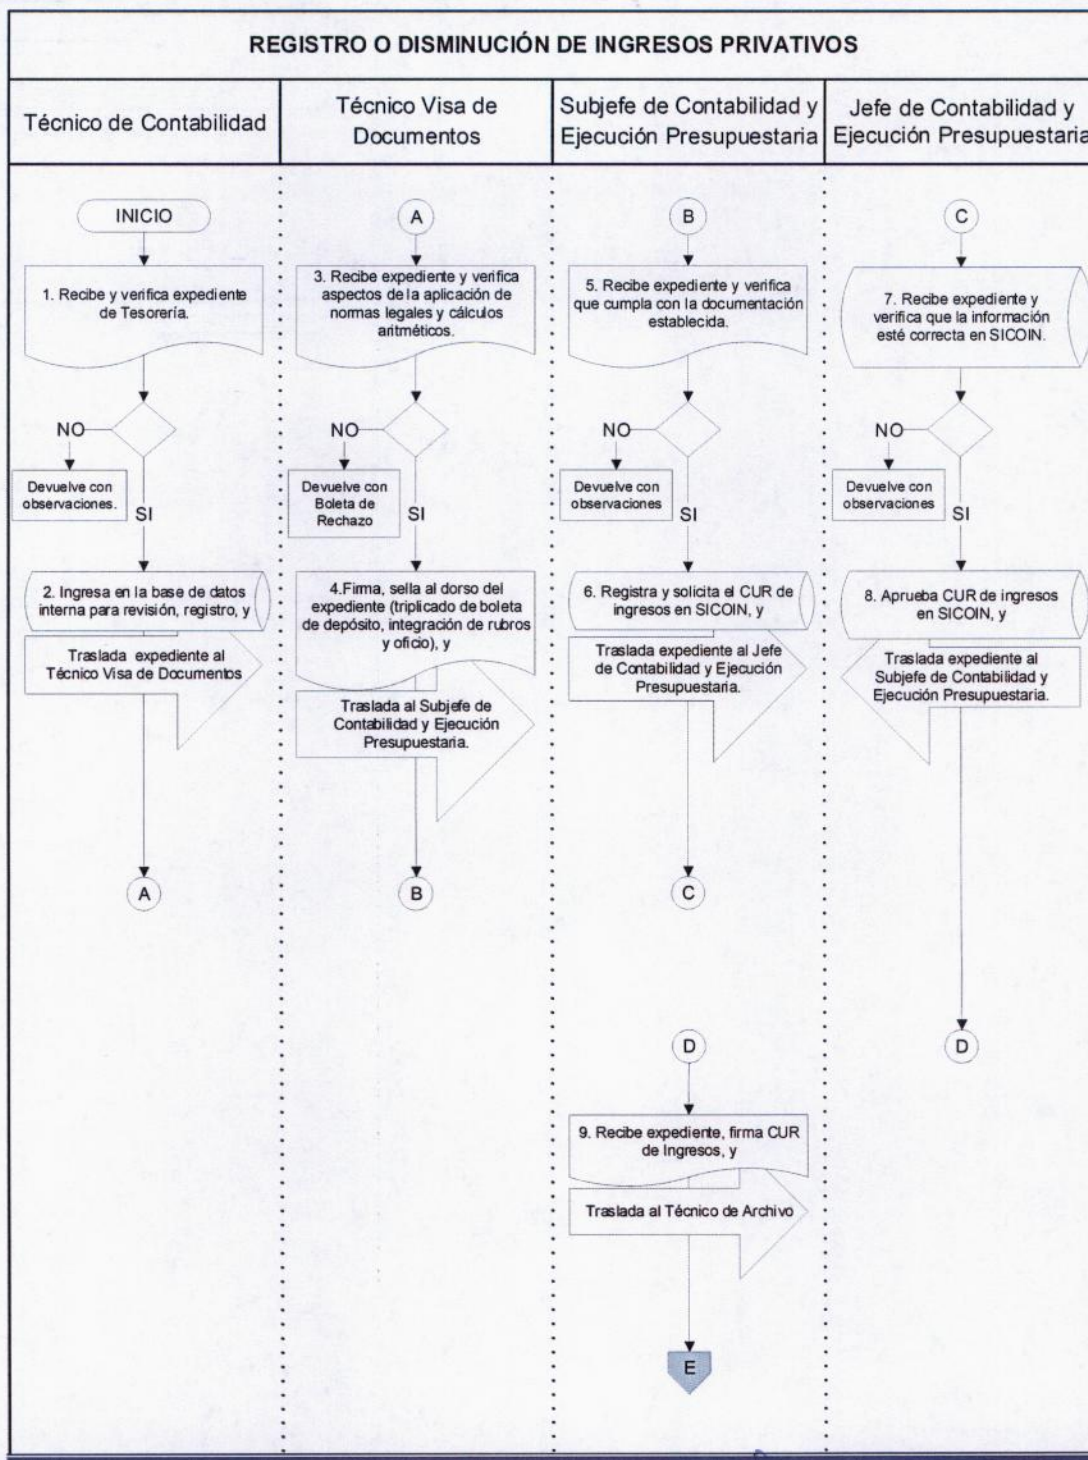 REGISTRO O DISMINUCIÓN DE INGRESOS PRIVATIVOS
Técnico de Contabilidad
Técnico Visa de
Documentos
Subjefe de Contabilidad y
Ejecución Presupuestaria
Jefe de Contabilidad y
Ejecución Presupuestaria
INICIO
1. Recibe y verifica expediente
de Tesorería.
NO
Devuelve con
observaciones.
SI
2. Ingresa en la base de datos
interna para revisión, registro, y
Traslada expediente al
Técnico Visa de Documentos
A
A
3. Recibe expediente y verifica
aspectos de la aplicación de
normas legales y cálculos
aritméticos.
NO
Devuelve con
Boleta de
Rechazo
SI
4.Firma, sella al dorso del
expediente (triplicado de boleta
de depósito, integración de rubros
y oficio), y
Traslada al Subjefe de
Contabilidad y Ejecución
Presupuestaria.
B
B
5. Recibe expediente y verifica
que cumpla con la documentación
establecida.
NO
Devuelve con
observaciones
SI
6. Registra y solicita el CUR de
ingresos en SICOIN, y
Traslada expediente al Jefe
de Contabilidad y Ejecución
Presupuestaria.
C
C
7. Recibe expediente y
verifica que la información
esté correcta en SICOIN.
NO
Devuelve con
observaciones
SI
8. Aprueba CUR de ingresos
en SICOIN, y
Traslada expediente al
Subjefe de Contabilidad y
Ejecución Presupuestaria.
D
D
9. Recibe expediente, firma CUR
de Ingresos, y
Traslada al Técnico de Archivo
E